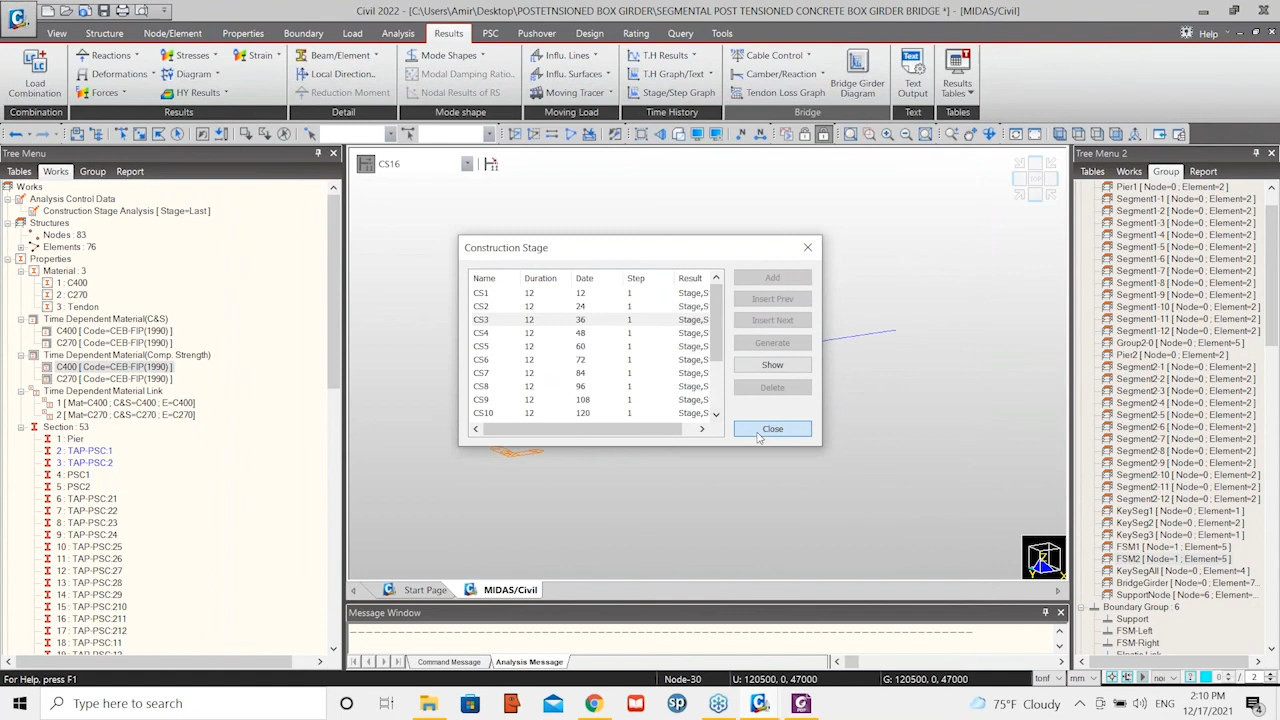 Civil 2022 - [C:\Users\Amir\Desktop\POSTETNSIONED BOX GIRDER\SEGMENTAL POST TENSIONED CONCRETE BOX GIRDER BRIDGE *] - [MIDAS/Civil]
View Structure Node/Element Properties Boundary Load Analysis Results PSC Pushover Design Rating Query Tools Help
Reactions Stresses Strain Beam/Element Mode Shapes Influ. Lines T.H Results Cable Control
Load Combination Deformations Diagram Local Direction.. Modal Damping Ratio.. Influ. Surfaces T.H Graph/Text Camber/Reaction Bridge Girder Diagram Text Output Results Tables
Forces HY Results Reduction Moment Nodal Results of RS Moving Tracer Stage/Step Graph Tendon Loss Graph
Combination Results Detail Mode shape Moving Load Time History Bridge Text Tables
Tree Menu
Tables Works Group Report
Works
Analysis Control Data
Construction Stage Analysis [ Stage=Last ]
Structures
Nodes : 83
Elements : 76
Properties
Material : 3
1 : C400
2 : C270
3 : Tendon
Time Dependent Material(C&S)
C400 [ Code=CEB-FIP(1990) ]
C270 [ Code=CEB-FIP(1990) ]
Time Dependent Material(Comp. Strength)
C400 [ Code=CEB-FIP(1990) ]
C270 [ Code=CEB-FIP(1990) ]
Time Dependent Material Link
1 [ Mat=C400, C&S=C400, E=C400]
2 [ Mat=C270, C&S=C270, E=C270]
Section : 53
1 : Pier
2 : TAP-PSC:1
3 : TAP-PSC:2
4 : PSC1
5 : PSC2
6 : TAP-PSC:21
7 : TAP-PSC:22
8 : TAP-PSC:23
9 : TAP-PSC:24
10 : TAP-PSC:25
11 : TAP-PSC:26
12 : TAP-PSC:27
13 : TAP-PSC:28
14 : TAP-PSC:29
15 : TAP-PSC:210
16 : TAP-PSC:211
17 : TAP-PSC:212
18 : TAP-PSC:11
CS16
Construction Stage
Name Duration Date Step Result
CS1 12 12 1 Stage,S
CS2 12 24 1 Stage,S
CS3 12 36 1 Stage,S
CS4 12 48 1 Stage,S
CS5 12 60 1 Stage,S
CS6 12 72 1 Stage,S
CS7 12 84 1 Stage,S
CS8 12 96 1 Stage,S
CS9 12 108 1 Stage,S
CS10 12 120 1 Stage,S
Add
Insert Prev
Insert Next
Generate
Show
Delete
Close
Start Page MIDAS/Civil
Message Window
Command Message Analysis Message
Tree Menu 2
Tables Works Group Report
Pier1 [ Node=0 ; Element=2 ]
Segment1-1 [ Node=0 ; Element=2 ]
Segment1-2 [ Node=0 ; Element=2 ]
Segment1-3 [ Node=0 ; Element=2 ]
Segment1-4 [ Node=0 ; Element=2 ]
Segment1-5 [ Node=0 ; Element=2 ]
Segment1-6 [ Node=0 ; Element=2 ]
Segment1-7 [ Node=0 ; Element=2 ]
Segment1-8 [ Node=0 ; Element=2 ]
Segment1-9 [ Node=0 ; Element=2 ]
Segment1-10 [ Node=0 ; Element=2 ]
Segment1-11 [ Node=0 ; Element=2 ]
Segment1-12 [ Node=0 ; Element=2 ]
Group2-0 [ Node=0 ; Element=5 ]
Pier2 [ Node=0 ; Element=2 ]
Segment2-1 [ Node=0 ; Element=2 ]
Segment2-2 [ Node=0 ; Element=2 ]
Segment2-3 [ Node=0 ; Element=2 ]
Segment2-4 [ Node=0 ; Element=2 ]
Segment2-5 [ Node=0 ; Element=2 ]
Segment2-6 [ Node=0 ; Element=2 ]
Segment2-7 [ Node=0 ; Element=2 ]
Segment2-8 [ Node=0 ; Element=2 ]
Segment2-9 [ Node=0 ; Element=2 ]
Segment2-10 [ Node=0 ; Element=2 ]
Segment2-11 [ Node=0 ; Element=2 ]
Segment2-12 [ Node=0 ; Element=2 ]
KeySeg1 [ Node=0 ; Element=1 ]
KeySeg2 [ Node=0 ; Element=1 ]
KeySeg3 [ Node=0 ; Element=1 ]
FSM1 [ Node=1 ; Element=5 ]
FSM2 [ Node=1 ; Element=5 ]
KeySegAll [ Node=0 ; Element=4 ]
BridgeGirder [ Node=0 ; Element=7...
SupportNode [ Node=6 ; Element=...
Boundary Group : 6
Support
FSM-Left
FSM-Right
For Help, press F1 Node-30 U: 120500, 0, 47000 G: 120500, 0, 47000 tonf mm 2
Type here to search 75°F Cloudy ENG 2:10 PM
12/17/2021